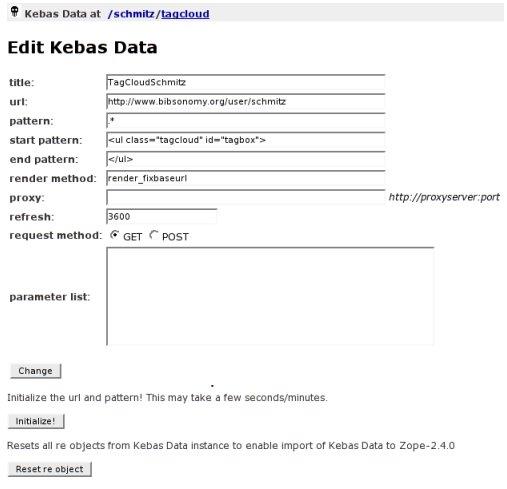 Kebas Data at /schmitz/tagcloud
Edit Kebas Data
title: TagCloudSchmitz
url: http://www.bibsonomy.org/user/schmitz
pattern: .*
start pattern: <ul class="tagcloud" id="tagbox">
end pattern: </ul>
render method: render_fixbaseurl
proxy: http://proxyserver:port
refresh: 3600
request method: GET POST
parameter list:
Change
Initialize the url and pattern! This may take a few seconds/minutes.
Initialize!
Resets all re objects from Kebas Data instance to enable import of Kebas Data to Zope-2.4.0
Reset re object